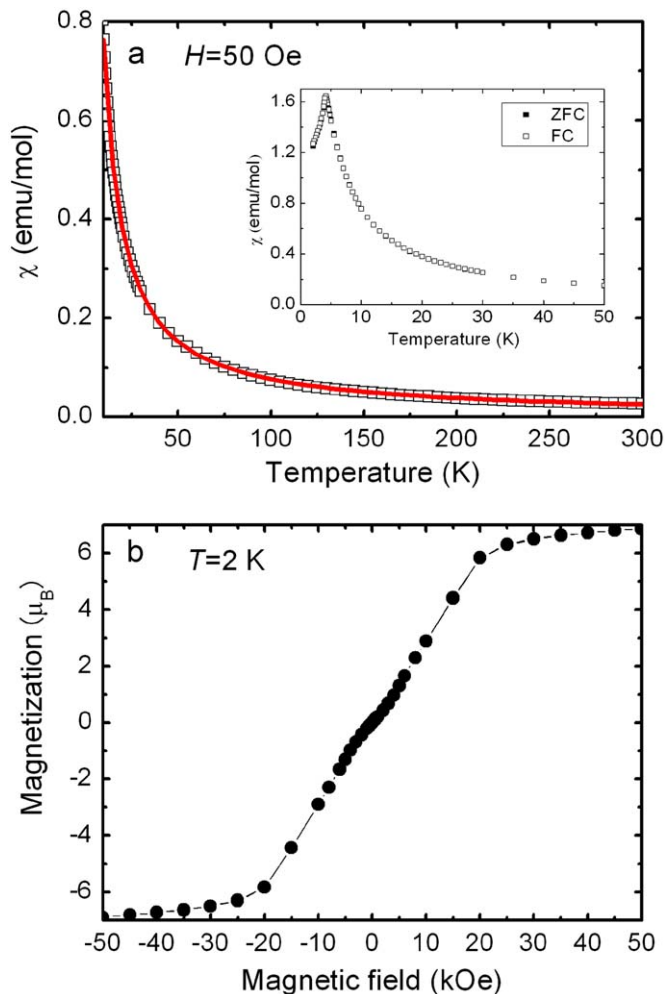 a H=50 Oe
0.8
0.6
0.4
0.2
0.0
χ (emu/mol)
50 100 150 200 250 300
Temperature (K)
1.6
1.2
0.8
0.4
0.0
χ (emu/mol)
ZFC
FC
0 10 20 30 40 50
Temperature (K)
b T=2 K
6
4
2
0
-2
-4
-6
Magnetization (μB)
-50 -40 -30 -20 -10 0 10 20 30 40 50
Magnetic field (kOe)